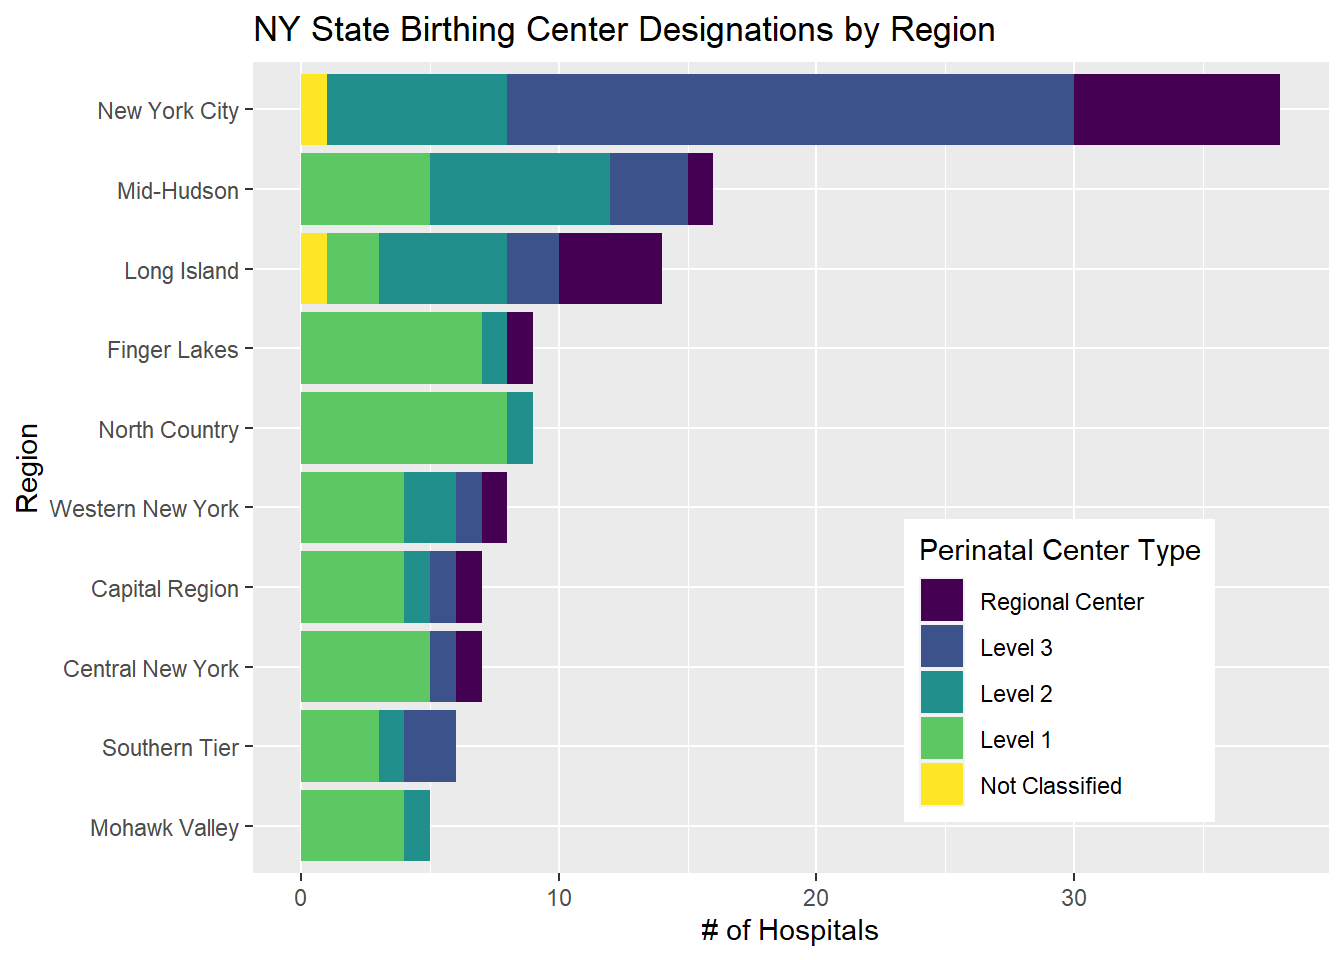 NY State Birthing Center Designations by Region
New York City
Mid-Hudson
Long Island
Finger Lakes
North Country
Western New York
Capital Region
Central New York
Southern Tier
Mohawk Valley
Region
Perinatal Center Type
Regional Center
Level 3
Level 2
Level 1
Not Classified
0 10 20 30
# of Hospitals